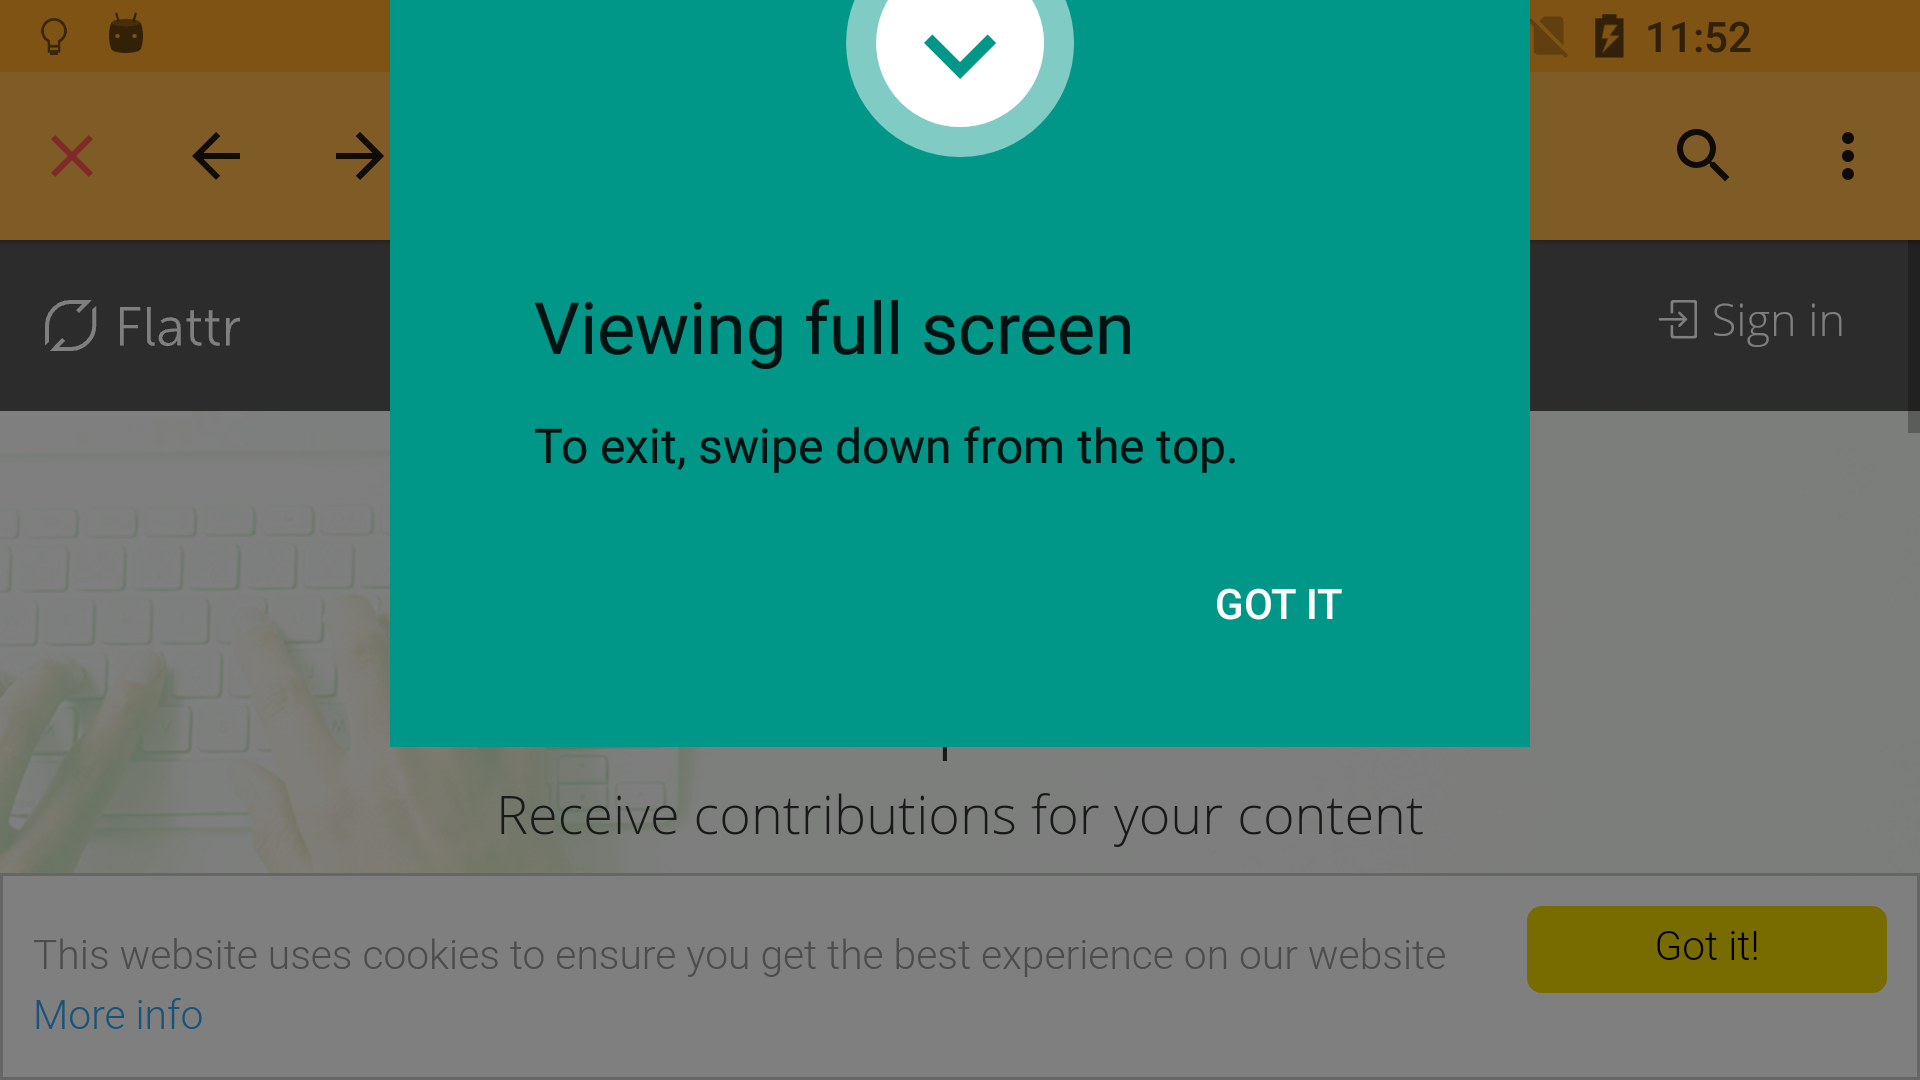 11:52
Flattr
Sign in
Viewing full screen
To exit, swipe down from the top.
GOT IT
Receive contributions for your content
This website uses cookies to ensure you get the best experience on our website
Got it!
More info